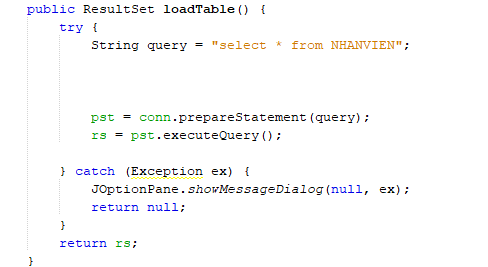 public ResultSet loadTable() {
    try {
        String query = "select * from NHANVIEN";
        pst = conn.prepareStatement(query);
        rs = pst.executeQuery();
    } catch (Exception ex) {
        JOptionPane.showMessageDialog(null, ex);
        return null;
    }
    return rs;
}